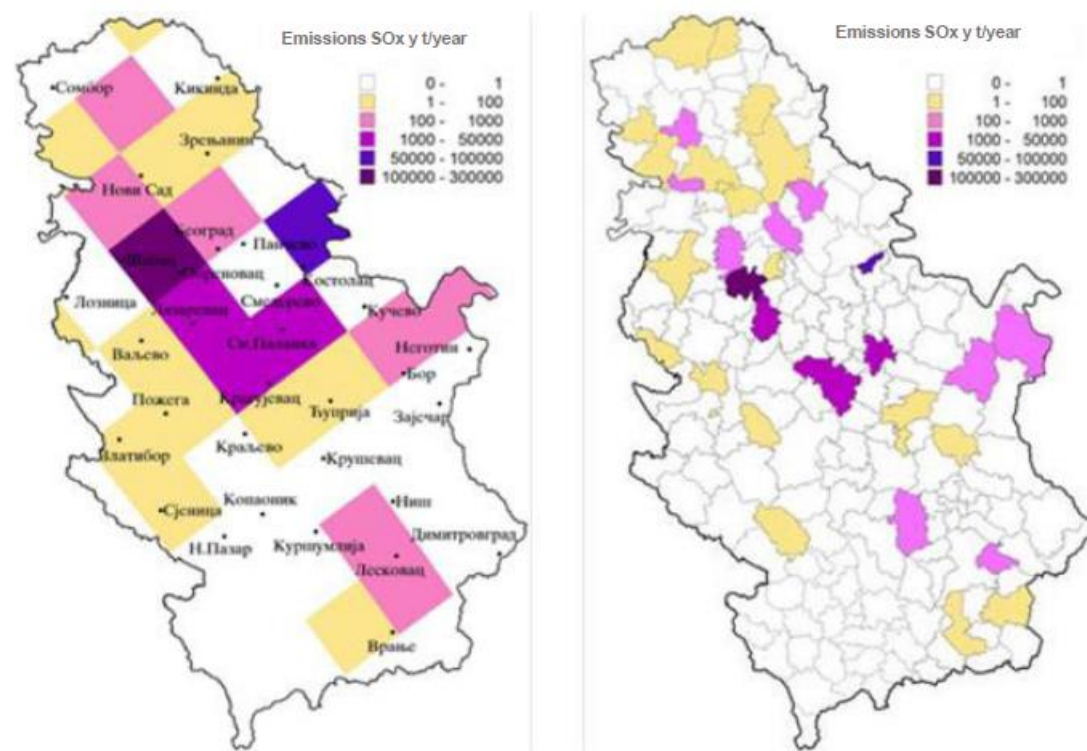 Emissions SOx y t/year
0 - 1
1 - 100
100 - 1000
1000 - 50000
50000 - 100000
100000 - 300000
Сомбор
Кикинда
Зрењанин
Нови Сад
Београд
Панчево
Шабац
Обреновац
Костолац
Лозница
Смедерево
Лазаревац
Кучево
См.Паланка
Ваљево
Неготин
Бор
Пожега
Крагујевац
Ћуприја
Зајечар
Краљево
Златибор
Крушевац
Копаоник
Ниш
Сјеница
Димитровград
Н.Пазар
Куршумлија
Лесковац
Врање
Emissions SOx y t/year
0 - 1
1 - 100
100 - 1000
1000 - 50000
50000 - 100000
100000 - 300000